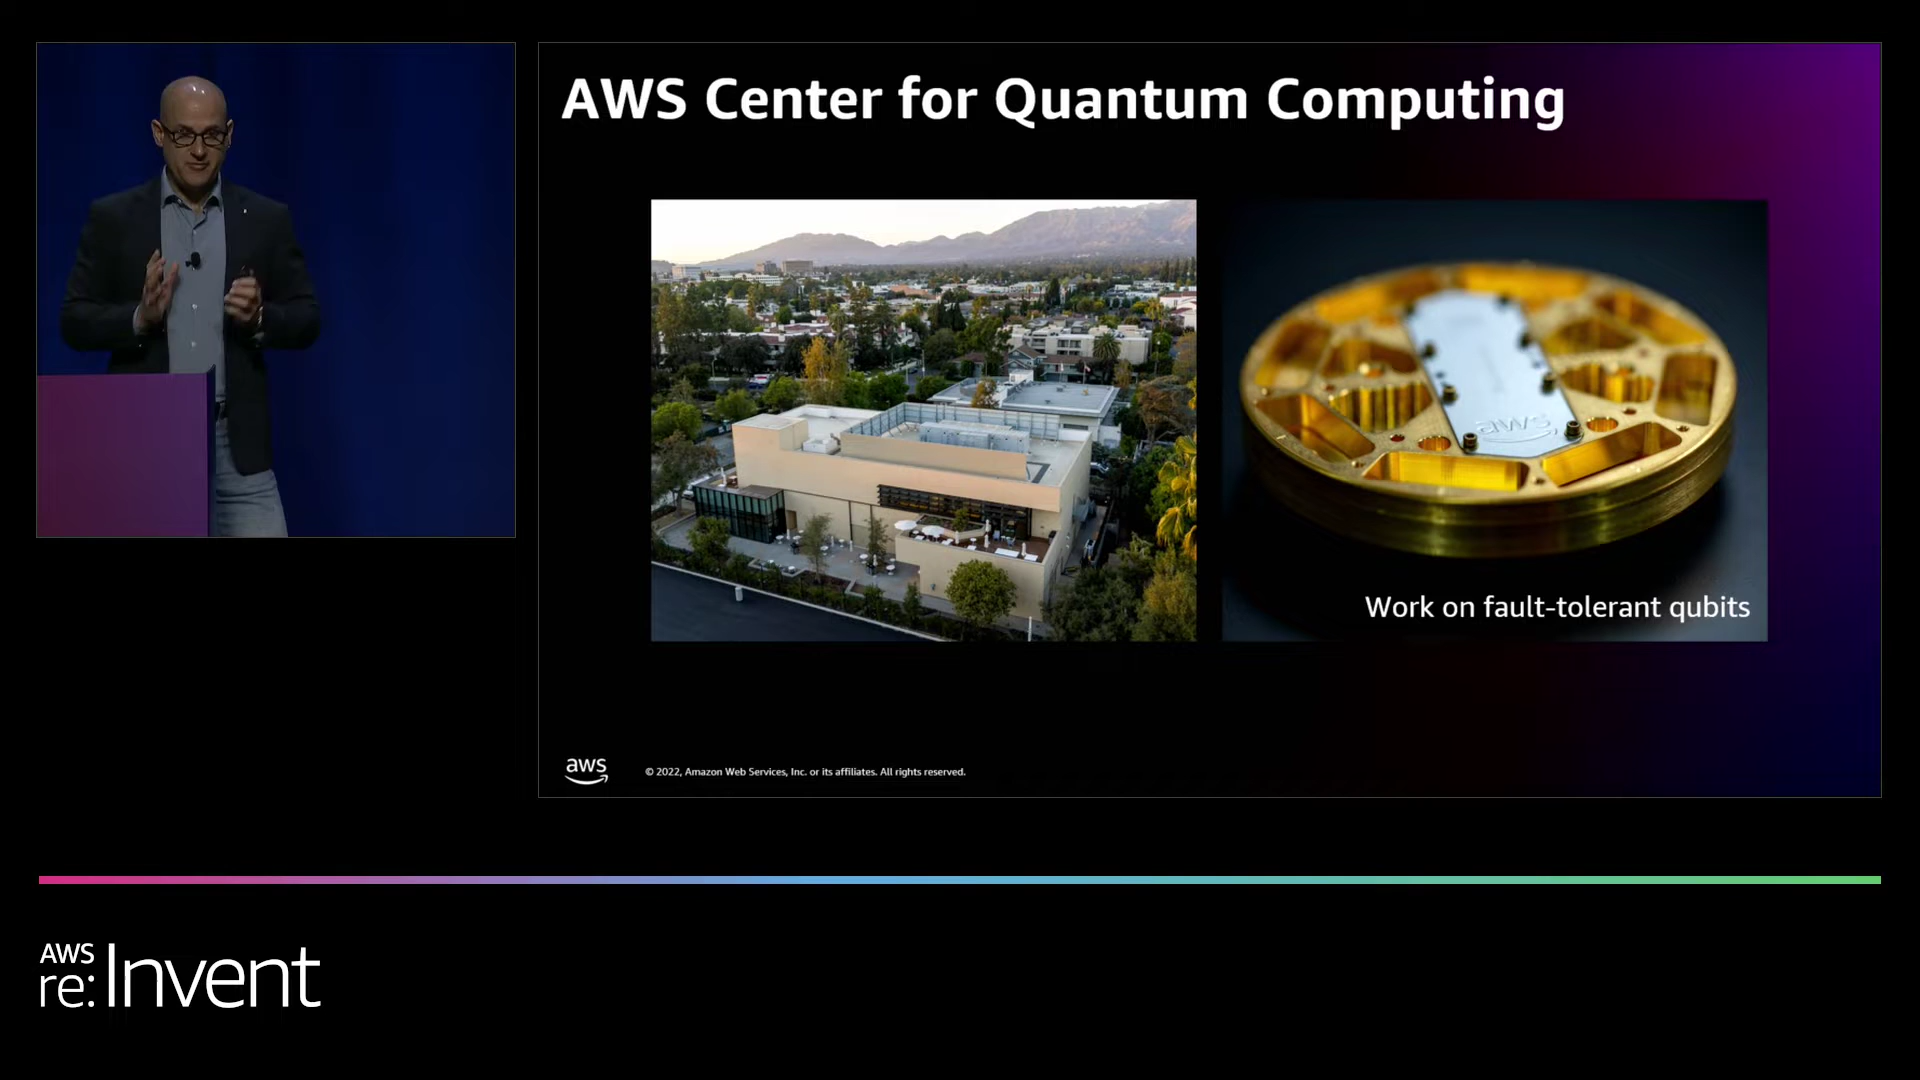 AWS Center for Quantum Computing
aws
Work on fault-tolerant qubits
aws
© 2022, Amazon Web Services, Inc. or its affiliates. All rights reserved.
AWS
re:Invent